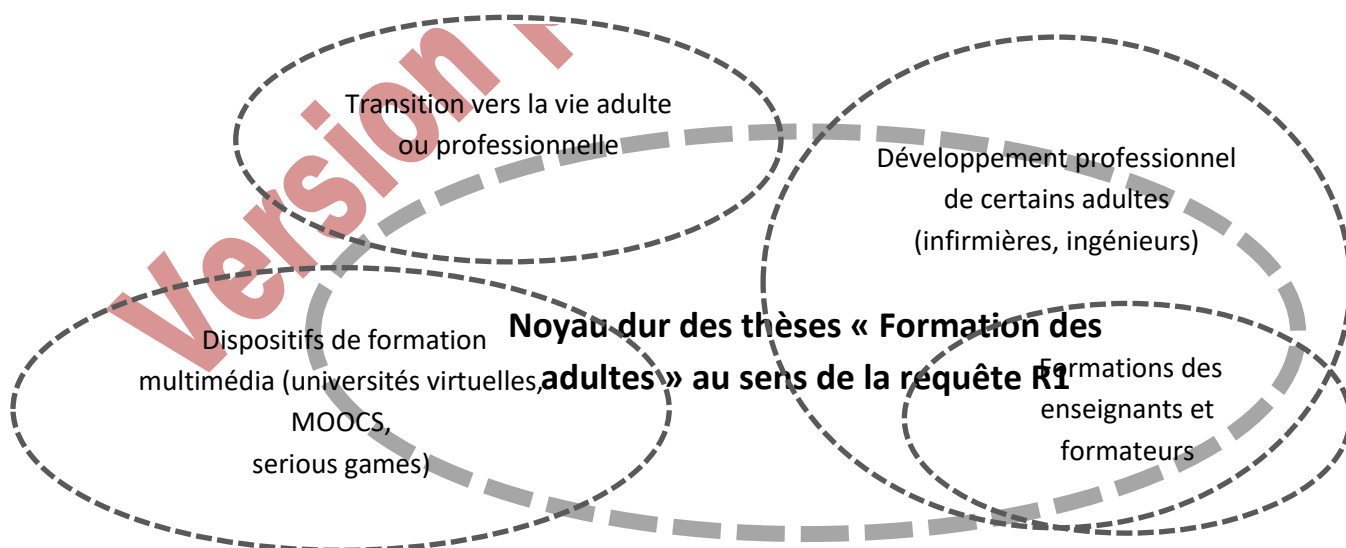 Version p
Transition vers la vie adulte
ou professionnelle
Développement professionnel
de certains adultes
(infirmières, ingénieurs)
Noyau dur des thèses « Formation des
adultes » au sens de la requête R1
Dispositifs de formation
multimédia (universités virtuelles,
MOOCS,
serious games)
Formations des
enseignants et
formateurs